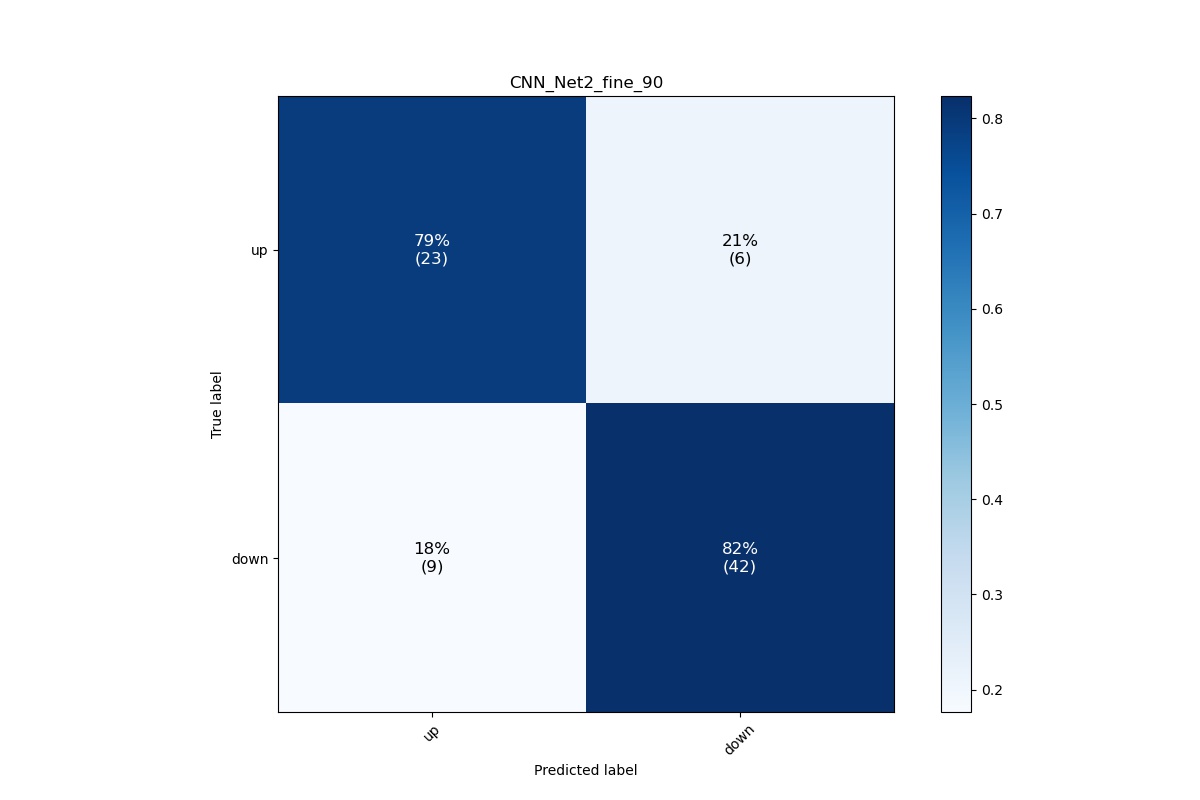 CNN_Net2_fine_90
True label
up
down
79%
(23)
21%
(6)
18%
(9)
82%
(42)
up
down
Predicted label
0.8
0.7
0.6
0.5
0.4
0.3
0.2